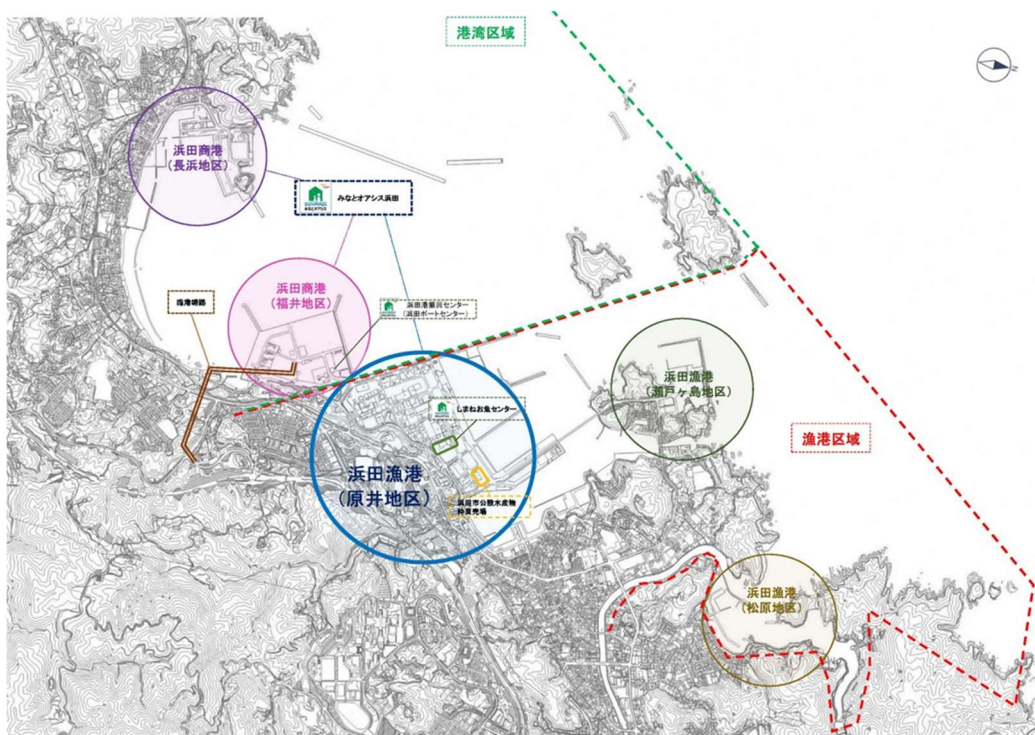 港湾区域
N
浜田商港
(長浜地区)
みなとオアシス浜田
浜田商港
(福井地区)
臨港道路
浜田港振興センター
(浜田ポートセンター)
浜田漁港
(瀬戸ヶ島地区)
しまねお魚センター
漁港区域
浜田漁港
(原井地区)
浜田市公設水産物
仲買売場
浜田漁港
(松原地区)